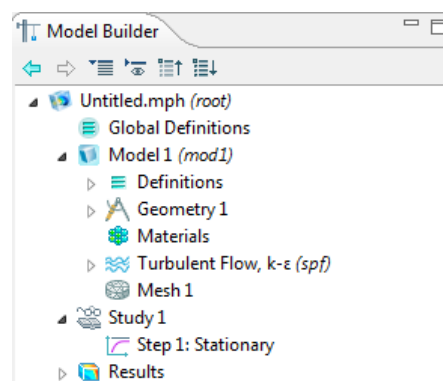 Model Builder
Untitled.mph (root)
Global Definitions
Model 1 (mod1)
Definitions
Geometry 1
Materials
Turbulent Flow, k-ε (spf)
Mesh 1
Study 1
Step 1: Stationary
Results